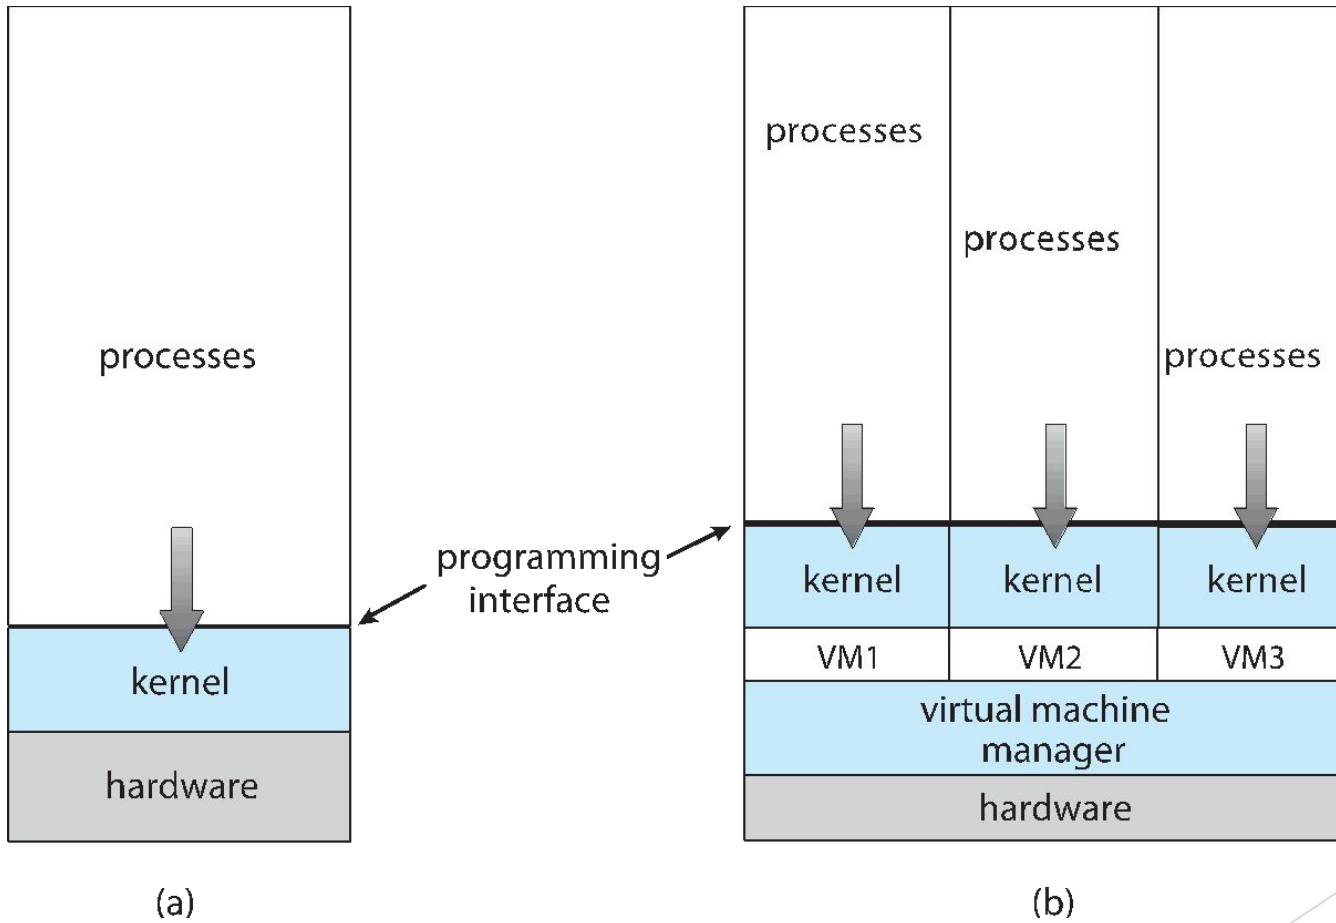 processes
kernel
hardware
(a)
programming
interface
processes
processes
processes
kernel
kernel
kernel
VM1
VM2
VM3
virtual machine
manager
hardware
(b)